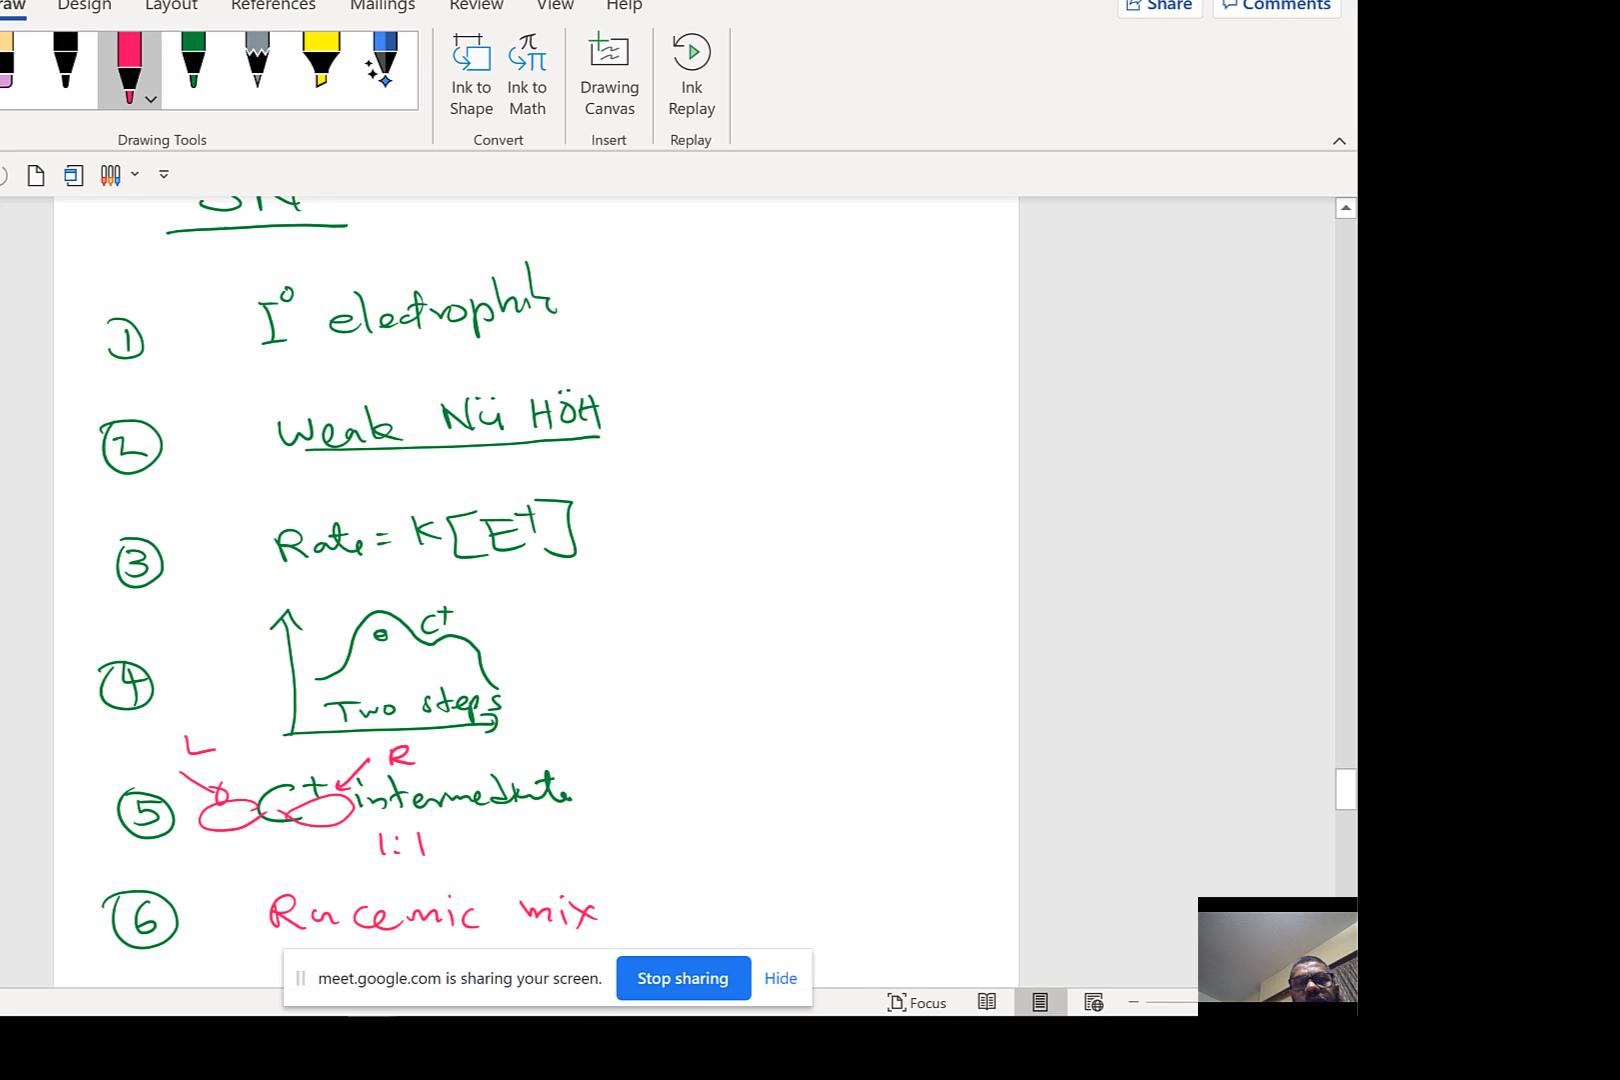 Design Layout References Mailings Review View Help Share Comments
Ink to Shape Ink to Math Drawing Canvas Ink Replay
Drawing Tools Convert Insert Replay
1 I° electrophile
2 Weak Nü HÖH
3 Rate = K[E+]
C+
4 Two steps
L R
5 C+ intermediate
1:1
6 Racemic mix
meet.google.com is sharing your screen. Stop sharing Hide
Focus